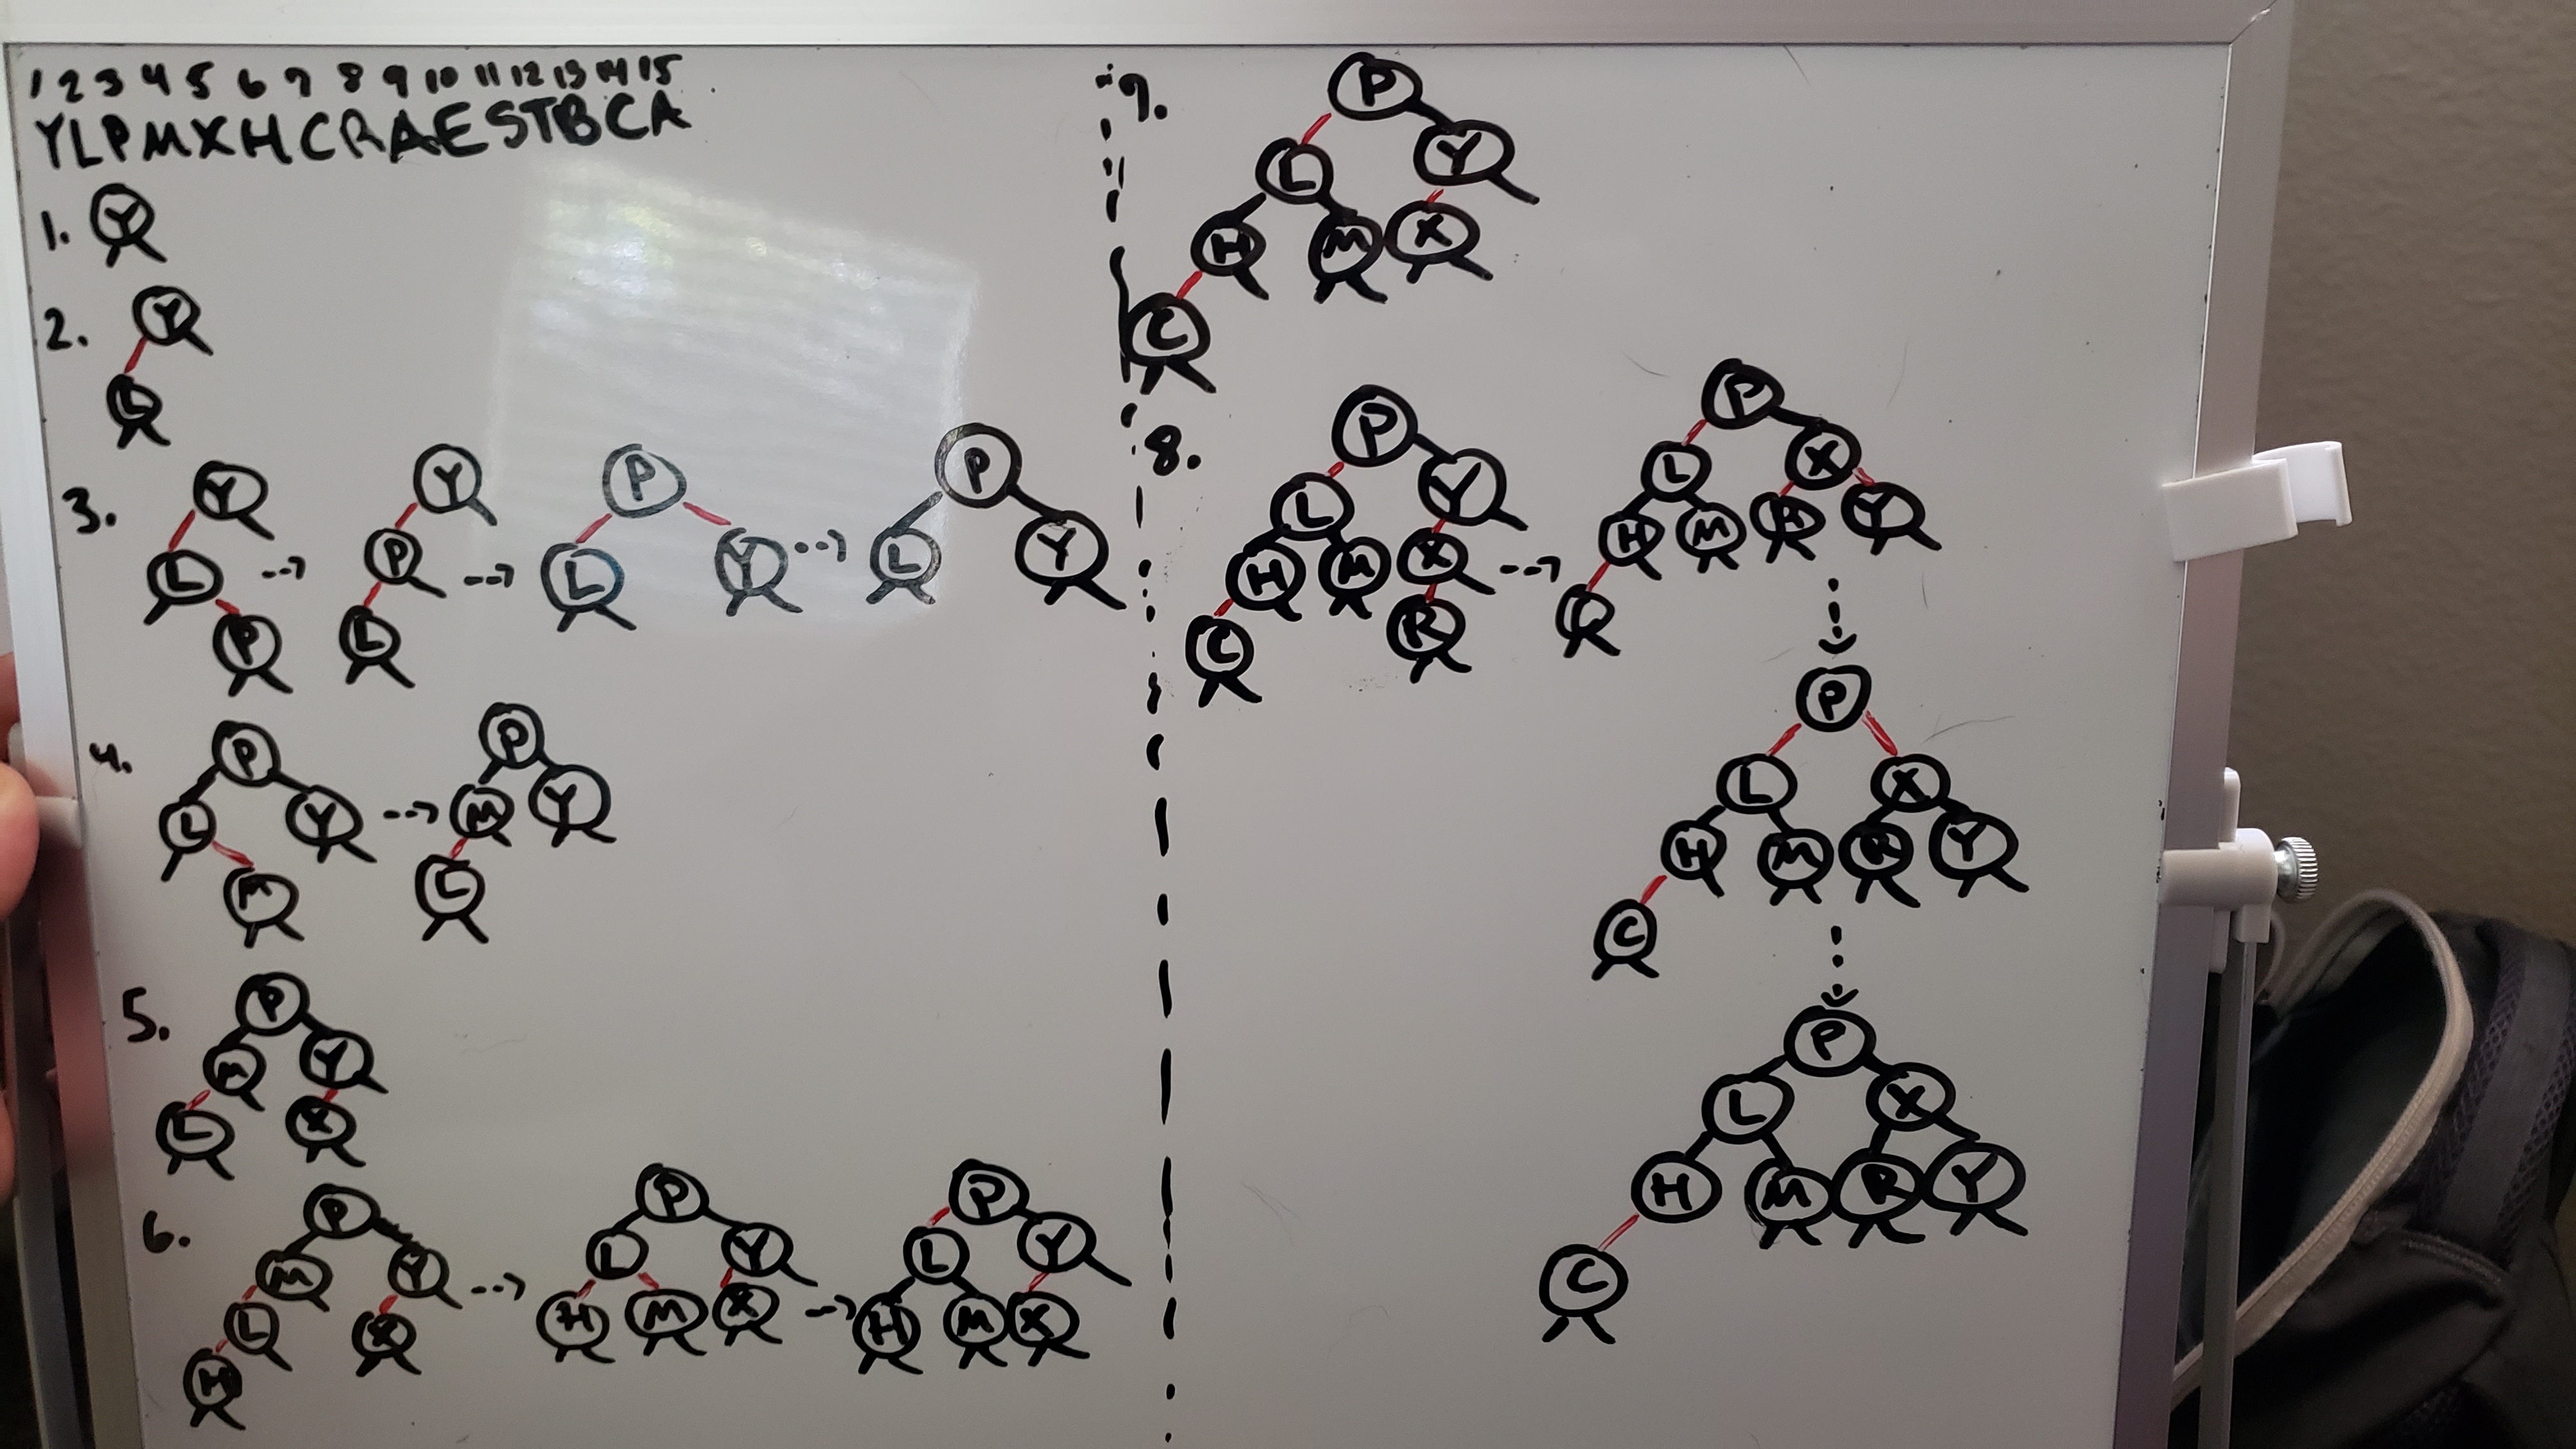 1 2 3 4 5 6 7 8 9 10 11 12 13 14 15
YLPMXHCRAESTBCA
1. Y
2. Y
L
3. Y Y P P
L P L Y L Y
P L
4. P P
L Y M Y
M L
5. P
M Y
L X
6. P P P
M Y L Y L Y
L X H M X H M X
H
7. P
L Y
H M X
C
8. P P
L Y L X
H M X H M R Y
C R
P
L X
H M R Y
C
P
L X
H M R Y
C